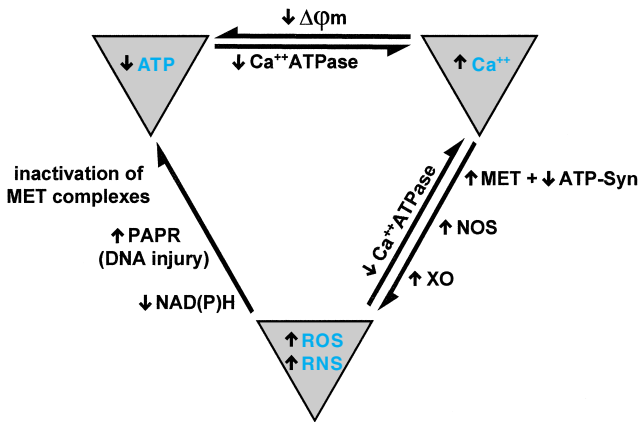 ↓ Δφm
↓ ATP
↓ Ca⁺⁺ATPase
↑ Ca⁺⁺
inactivation of
MET complexes
↑ PAPR
(DNA injury)
↓ NAD(P)H
↓ Ca⁺⁺ATPase
↑ MET + ↓ ATP-Syn
↑ NOS
↑ XO
↑ ROS
↑ RNS